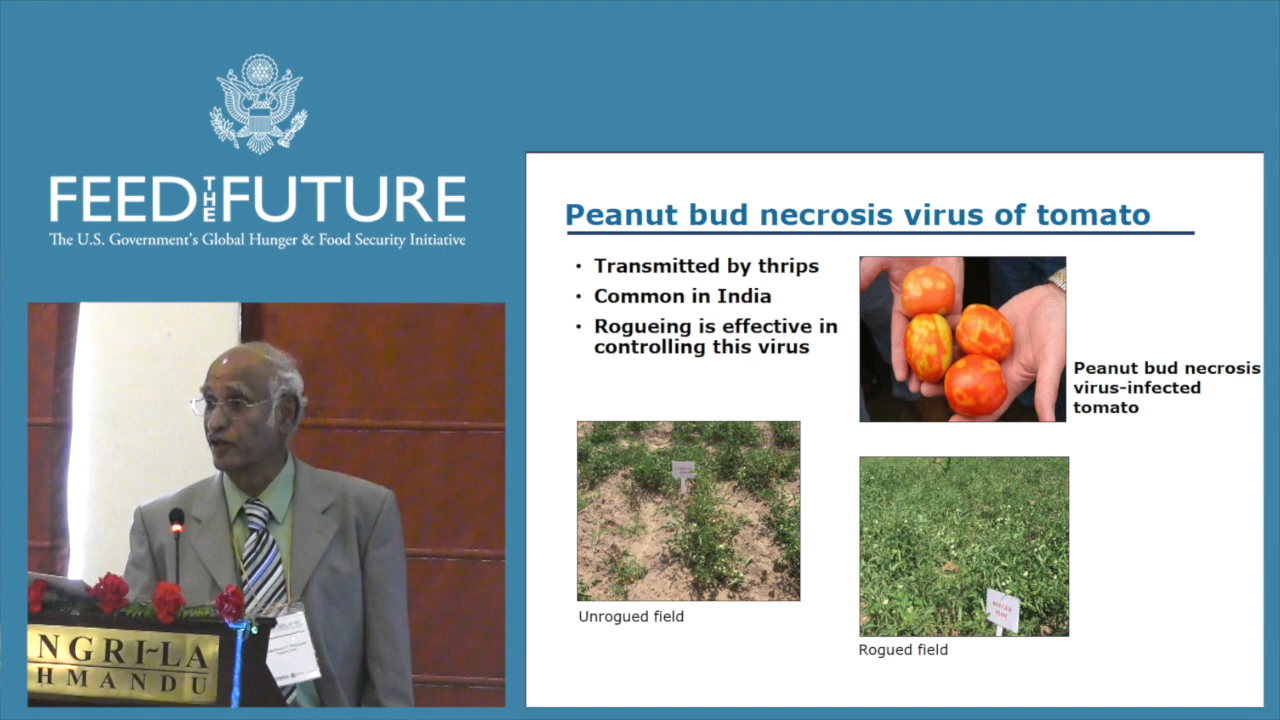 FEED THE FUTURE
The U.S. Government's Global Hunger & Food Security Initiative
Peanut bud necrosis virus of tomato
• Transmitted by thrips
• Common in India
• Rogueing is effective in
controlling this virus
Peanut bud necrosis
virus-infected
tomato
Unrogued field
Rogued field
NGRI~LA
HMANDU